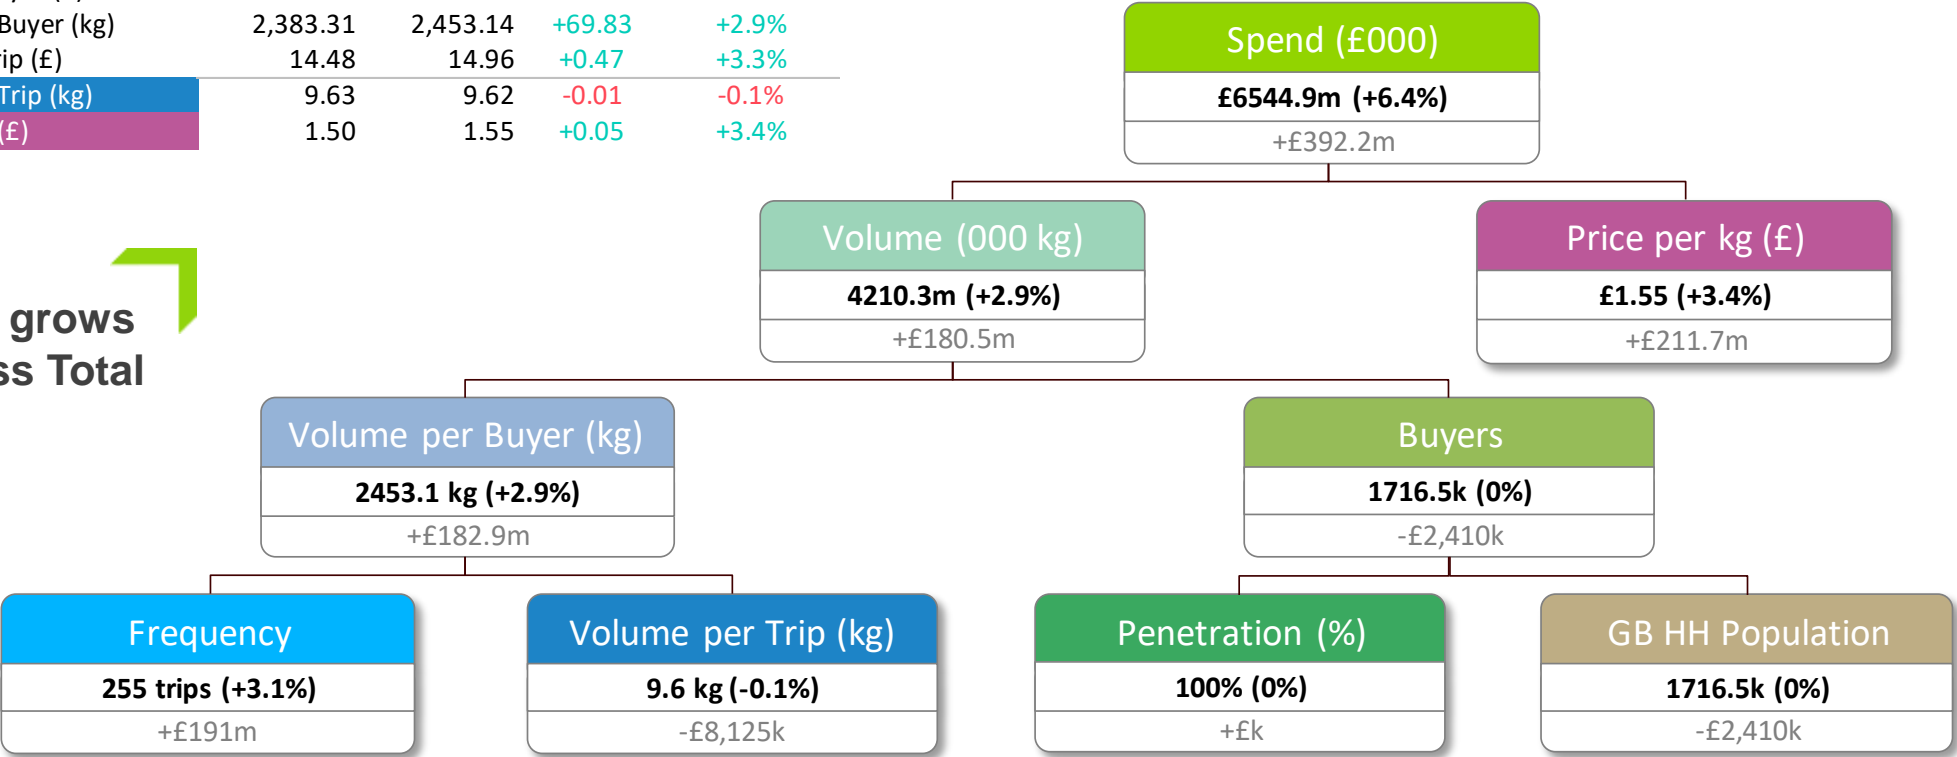 Buyer (kg) 2,383.31 2,453.14 +69.83 +2.9%
rip (£) 14.48 14.96 +0.47 +3.3%
Trip (kg) 9.63 9.62 -0.01 -0.1%
(£) 1.50 1.55 +0.05 +3.4%
Spend (£000)
£6544.9m (+6.4%)
+£392.2m
Volume (000 kg)
4210.3m (+2.9%)
+£180.5m
Price per kg (£)
£1.55 (+3.4%)
+£211.7m
grows
ss Total
Volume per Buyer (kg)
2453.1 kg (+2.9%)
+£182.9m
Buyers
1716.5k (0%)
-£2,410k
Frequency
255 trips (+3.1%)
+£191m
Volume per Trip (kg)
9.6 kg (-0.1%)
-£8,125k
Penetration (%)
100% (0%)
+£k
GB HH Population
1716.5k (0%)
-£2,410k